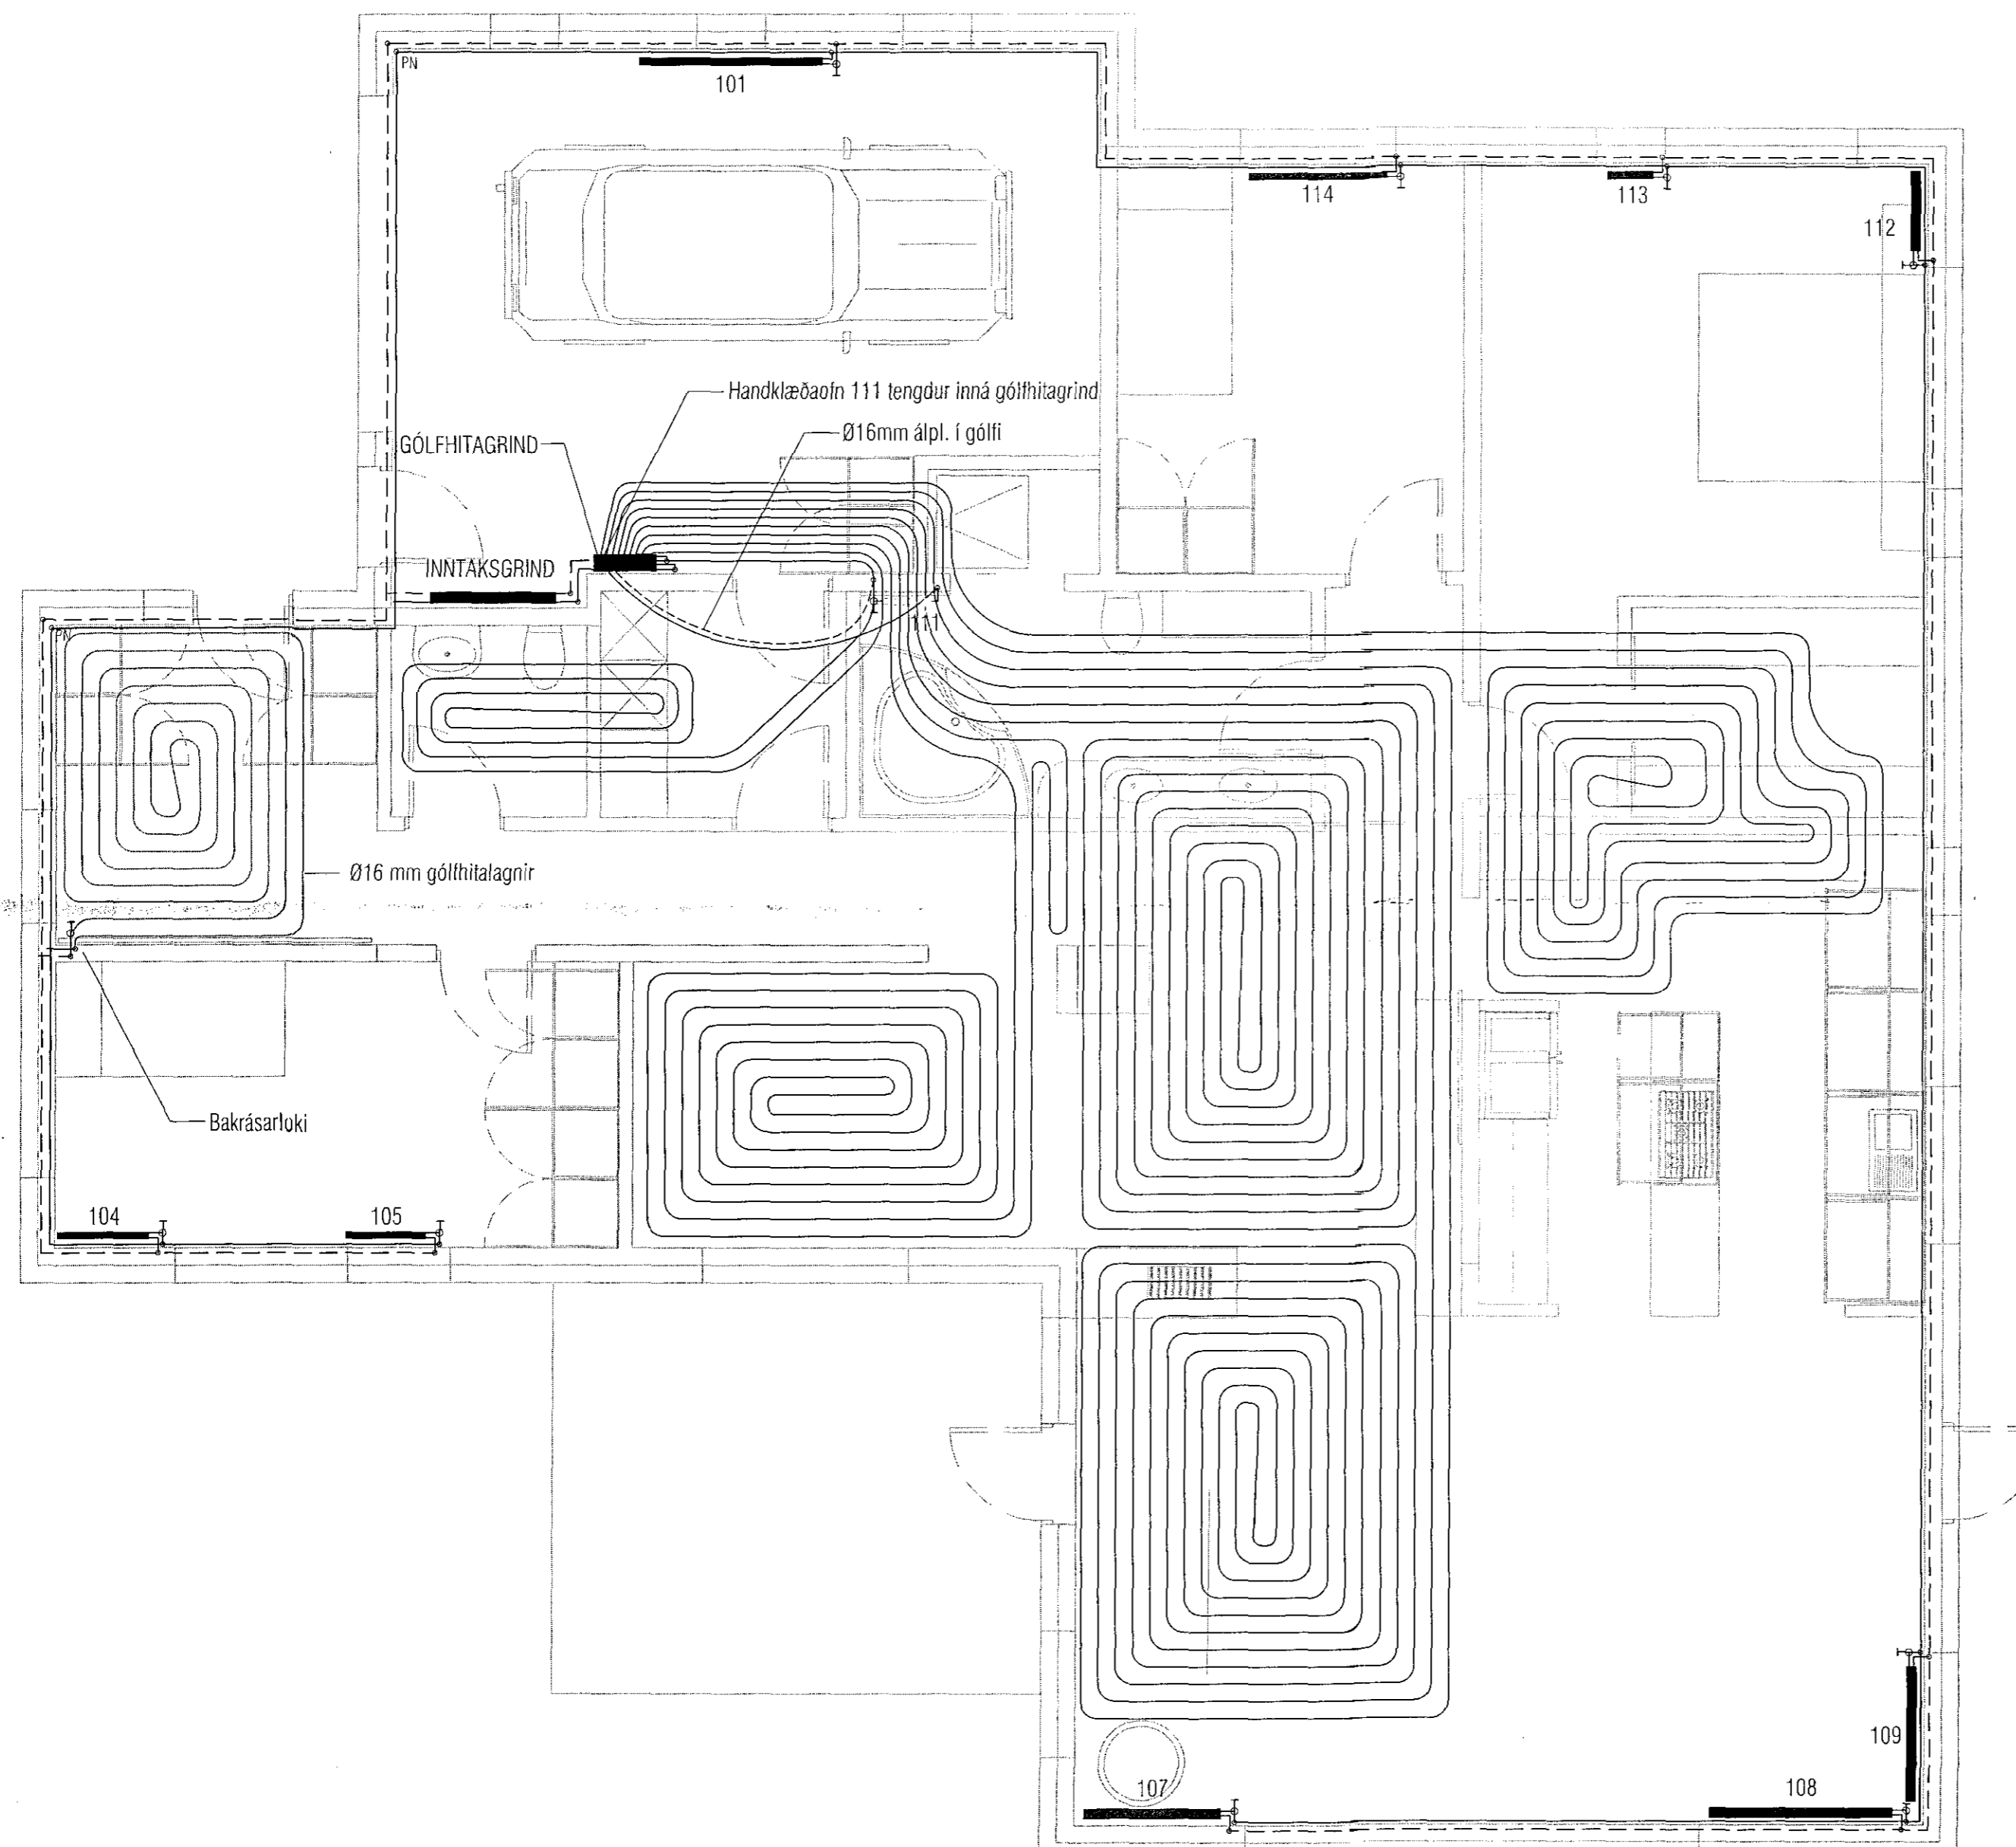 PN
101
114
113
112
Handklæðaofn 111 tengdur inná gólfhitagrind
Ø16mm álpl. í gólfi
GÓLFHITAGRIND
INNTAKSGRIND
PN
111
Ø16 mm gólfhitalagnir
Bakrásarloki
104
105
109
107
108